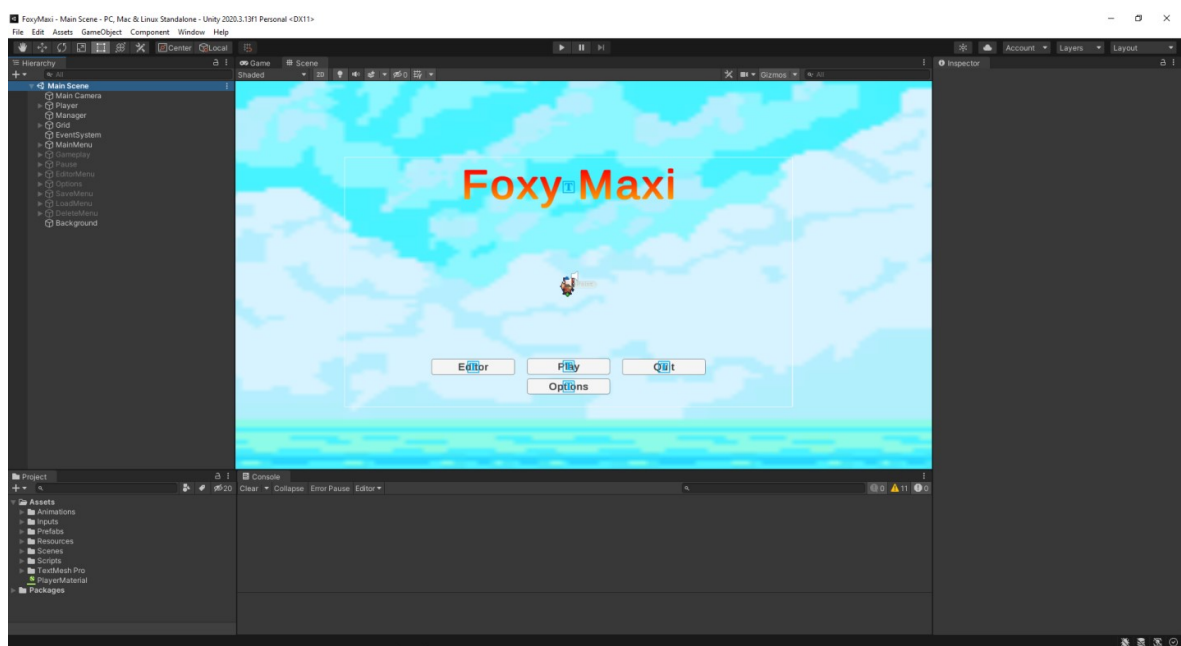 FoxyMaxi - Main Scene - PC, Mac & Linux Standalone - Unity 2020.3.13f1 Personal <DX11>
File Edit Assets GameObject Component Window Help
Center Local
Account Layers Layout
Hierarchy
All
Main Scene
Main Camera
Player
Manager
Grid
EventSystem
MainMenu
Gameplay
Pause
EditorMenu
Options
SaveMenu
LoadMenu
DeleteMenu
Background
Game Scene
Shaded 2D 0 Gizmos All
Foxy Maxi
Editor Play Quit
Options
Inspector
Project
20
Assets
Animations
Inputs
Prefabs
Resources
Scenes
Scripts
TextMesh Pro
PlayerMaterial
Packages
Console
Clear Collapse Error Pause Editor 0 11 0